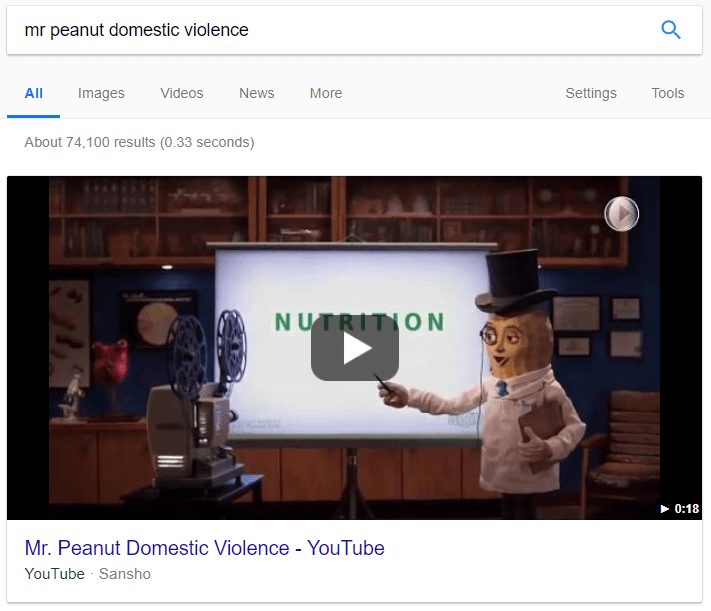 mr peanut domestic violence
All Images Videos News More Settings Tools
About 74,100 results (0.33 seconds)
NUTRITION
0:18
Mr. Peanut Domestic Violence - YouTube
YouTube · Sansho